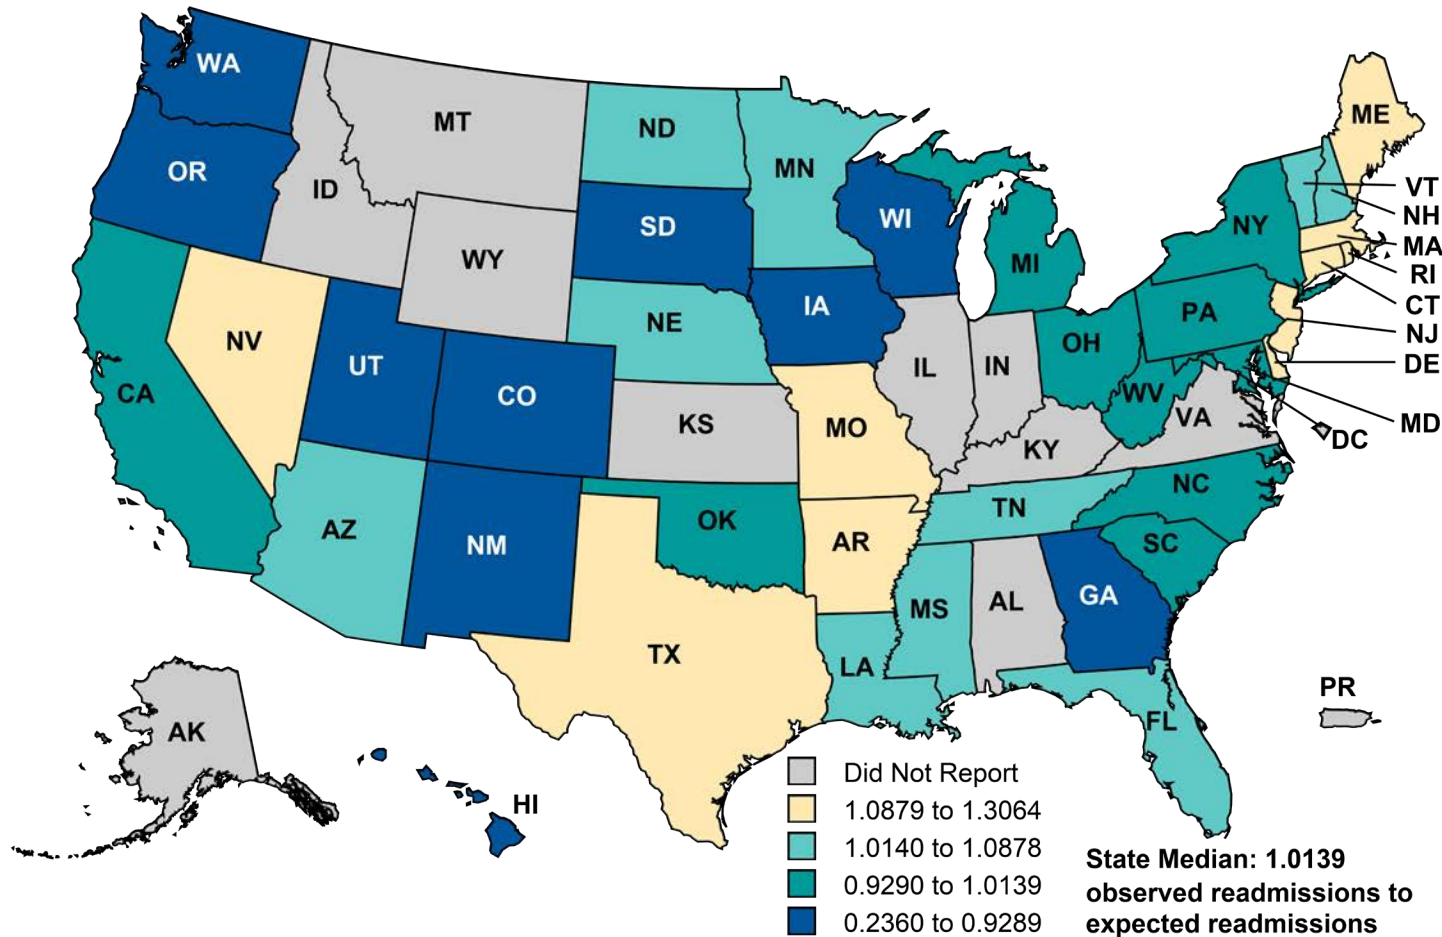 WA
MT
ND
MN
ME
OR
ID
SD
WI
VT
NH
NY
MA
WY
MI
RI
CT
NE
IA
PA
NJ
NV
OH
UT
IL
IN
DE
CA
CO
WV
KS
MO
VA
MD
KY
DC
NC
TN
OK
AZ
NM
AR
SC
MS
AL
GA
TX
LA
PR
FL
AK
HI
Did Not Report
1.0879 to 1.3064
1.0140 to 1.0878
0.9290 to 1.0139
0.2360 to 0.9289
State Median: 1.0139
observed readmissions to
expected readmissions